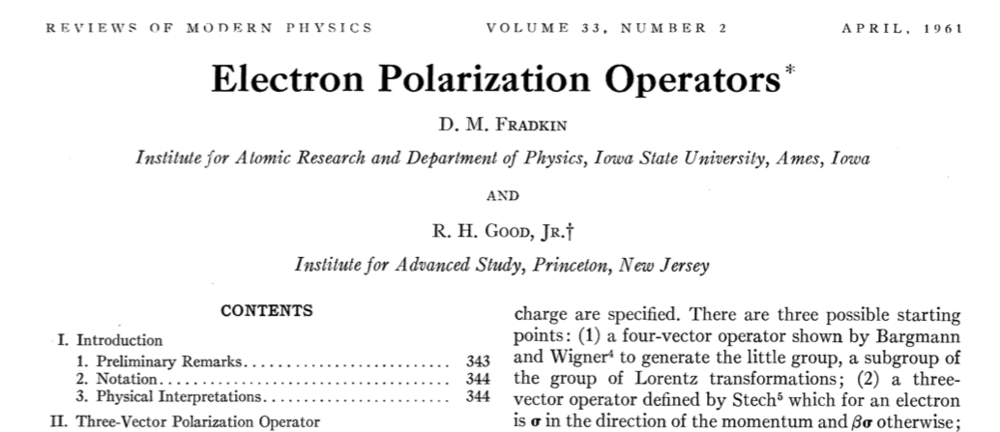 REVIEWS OF MODERN PHYSICS VOLUME 33, NUMBER 2 APRIL, 1961
Electron Polarization Operators*
D. M. FRADKIN
Institute for Atomic Research and Department of Physics, Iowa State University, Ames, Iowa
AND
R. H. GOOD, JR.†
Institute for Advanced Study, Princeton, New Jersey
CONTENTS
I. Introduction
1. Preliminary Remarks.......................... 343
2. Notation.................................. 344
3. Physical Interpretations....................... 344
II. Three-Vector Polarization Operator
charge are specified. There are three possible starting
points: (1) a four-vector operator shown by Bargmann
and Wigner⁴ to generate the little group, a subgroup of
the group of Lorentz transformations; (2) a three-
vector operator defined by Stech⁵ which for an electron
is σ in the direction of the momentum and βσ otherwise;